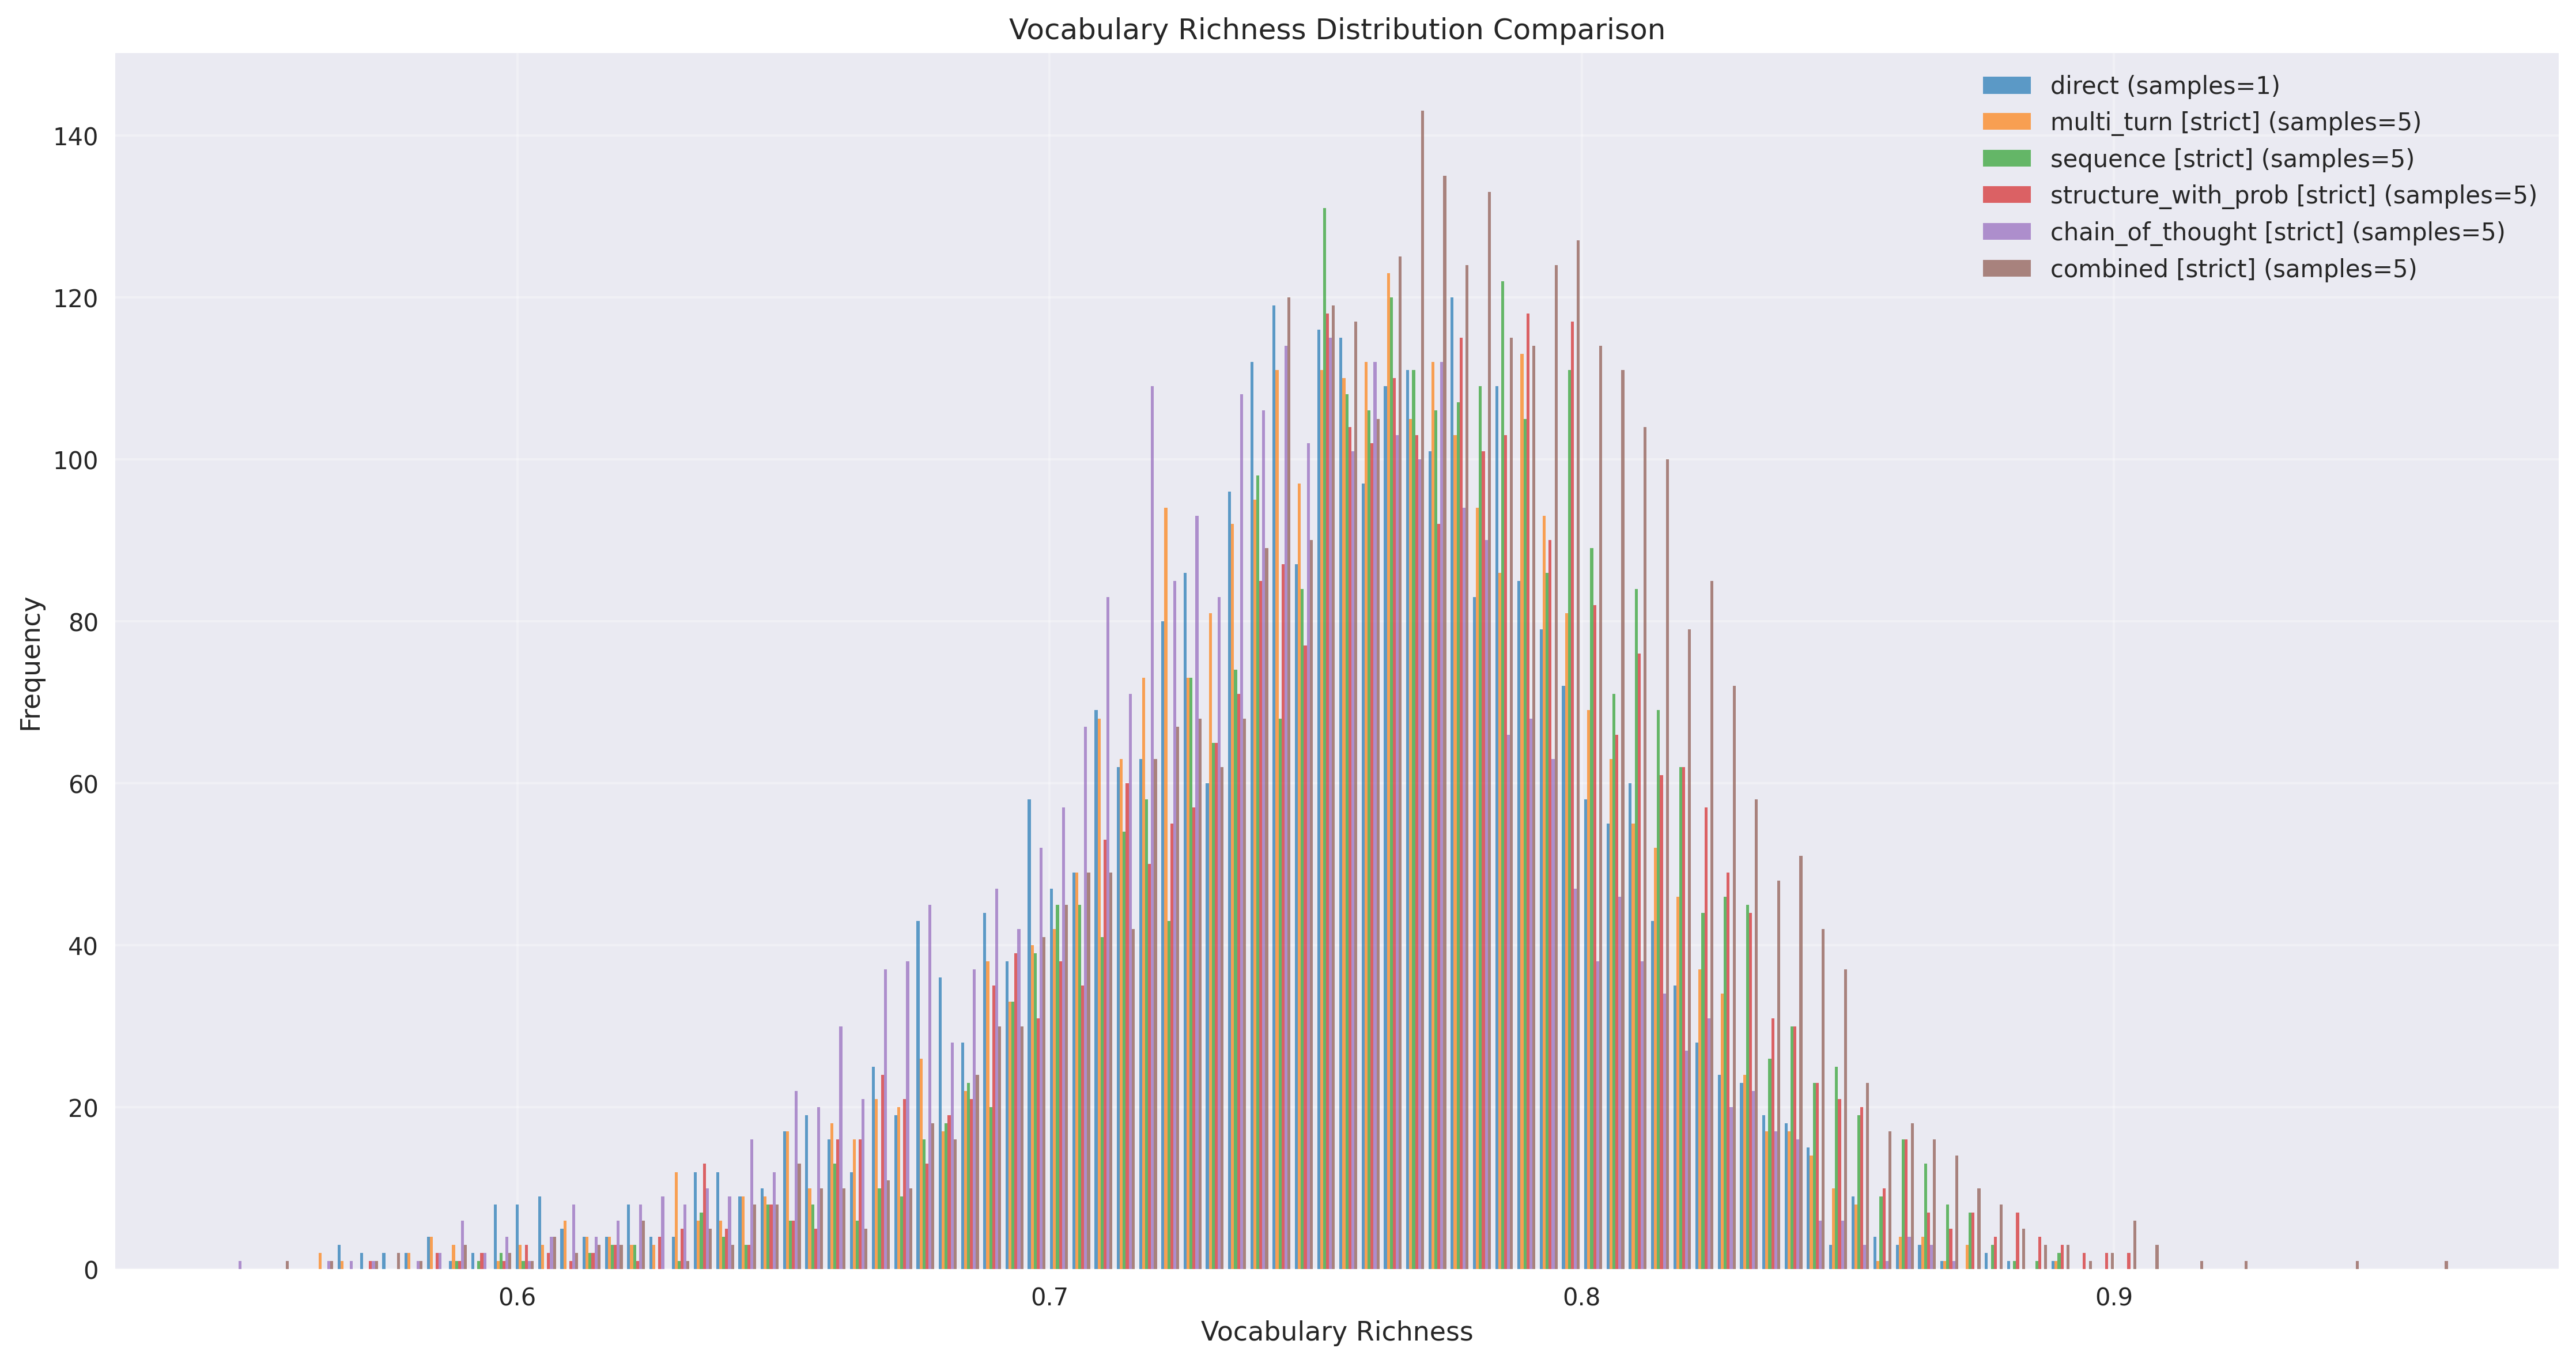 Vocabulary Richness Distribution Comparison
direct (samples=1)
multi_turn [strict] (samples=5)
sequence [strict] (samples=5)
structure_with_prob [strict] (samples=5)
chain_of_thought [strict] (samples=5)
combined [strict] (samples=5)
Frequency
140
120
100
80
60
40
20
0
0.6 0.7 0.8 0.9
Vocabulary Richness